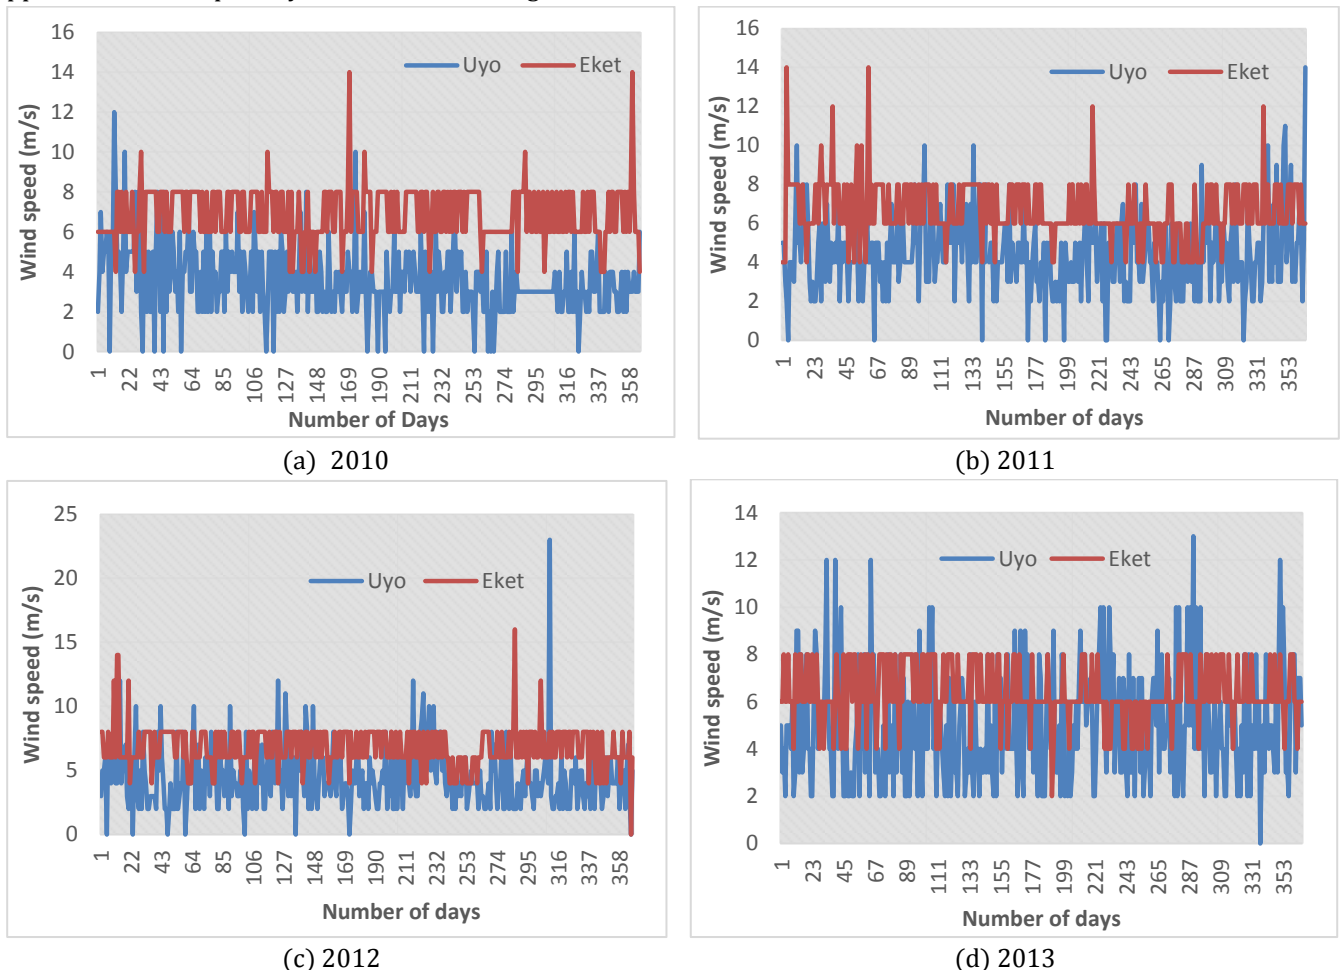 16
14
12
10
8
6
4
2
0
Wind speed (m/s)
Uyo Eket
1 22 43 64 85 106 127 148 169 190 211 232 253 274 295 316 337 358
Number of Days
(a) 2010
16
14
12
10
8
6
4
2
0
Wind speed (m/s)
Uyo Eket
1 23 45 67 89 111 133 155 177 199 221 243 265 287 309 331 353
Number of days
(b) 2011
25
20
15
10
5
0
Wind speed (m/s)
Uyo Eket
1 22 43 64 85 106 127 148 169 190 211 232 253 274 295 316 337 358
Number of days
(c) 2012
14
12
10
8
6
4
2
0
Wind speed (m/s)
Uyo Eket
1 23 45 67 89 111 133 155 177 199 221 243 265 287 309 331 353
Number of days
(d) 2013